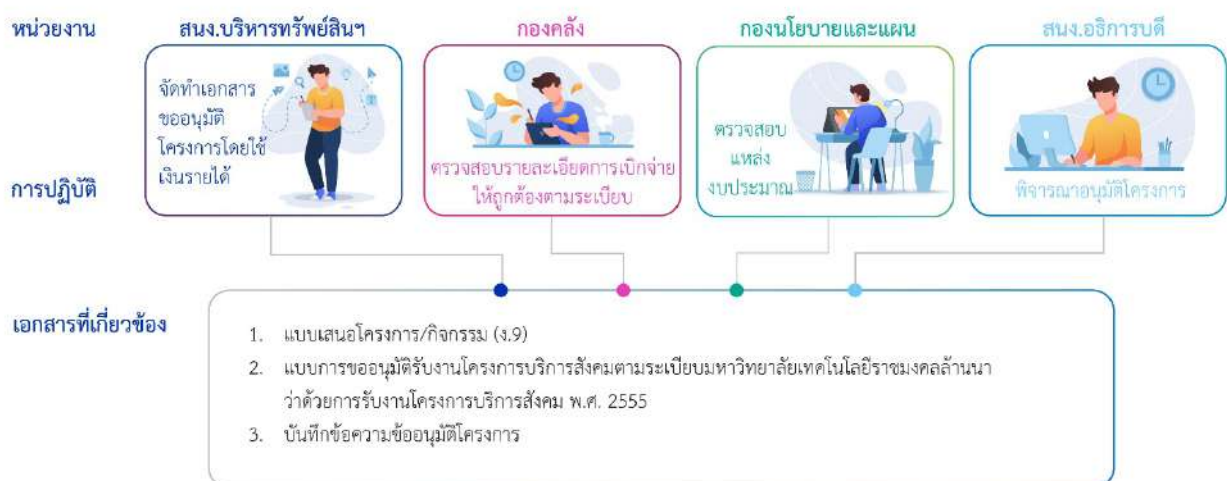 หน่วยงาน
สนง.บริหารทรัพย์สินฯ
กองคลัง
กองนโยบายและแผน
สนง.อธิการบดี
การปฏิบัติ
จัดทำเอกสาร
ขออนุมัติ
โครงการโดยใช้
เงินรายได้
ตรวจสอบรายละเอียดการเบิกจ่าย
ให้ถูกต้องตามระเบียบ
ตรวจสอบ
แหล่ง
งบประมาณ
พิจารณาอนุมัติโครงการ
เอกสารที่เกี่ยวข้อง
1. แบบเสนอโครงการ/กิจกรรม (ง.9)
2. แบบการขออนุมัติรับงานโครงการบริการสังคมตามระเบียบมหาวิทยาลัยเทคโนโลยีราชมงคลล้านนา
ว่าด้วยการรับงานโครงการบริการสังคม พ.ศ. 2555
3. บันทึกข้อความข้ออนุมัติโครงการ